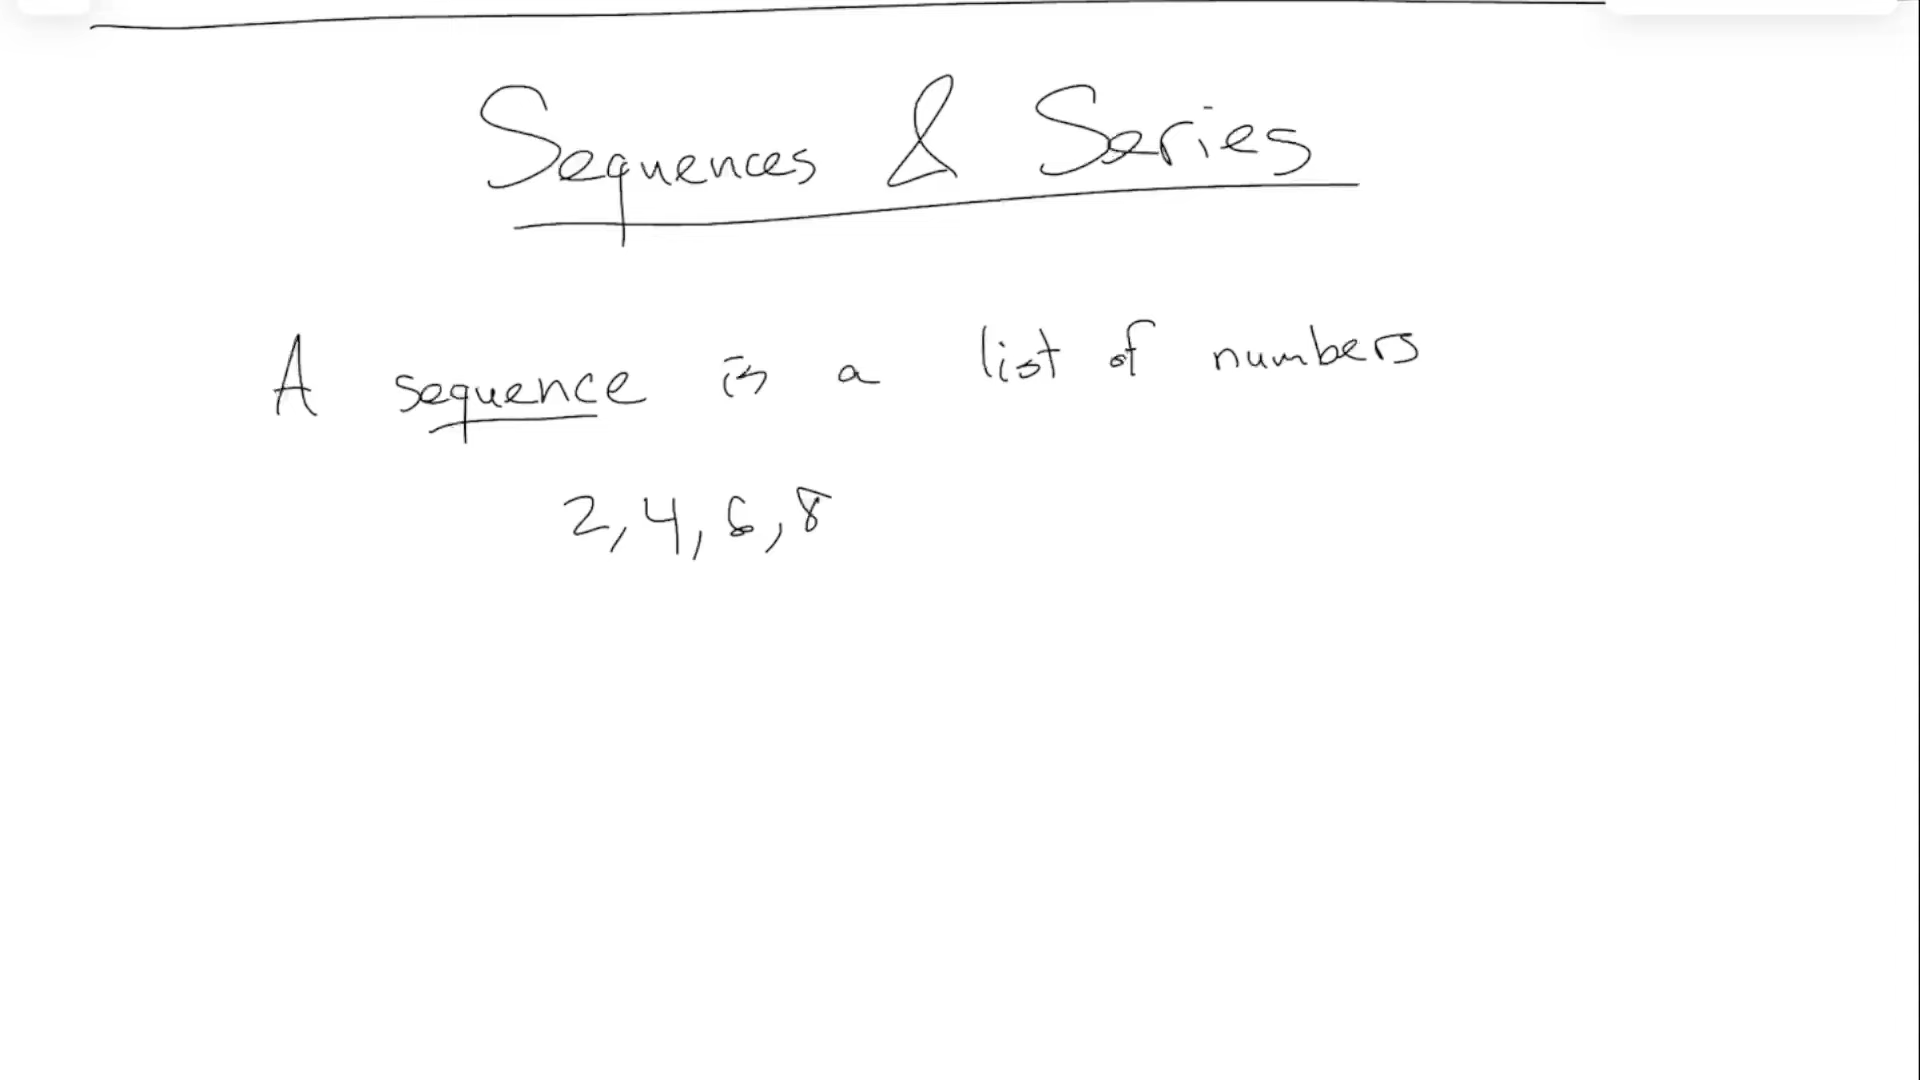 Sequences & Series
A sequence is a list of numbers
2, 4, 6, 8